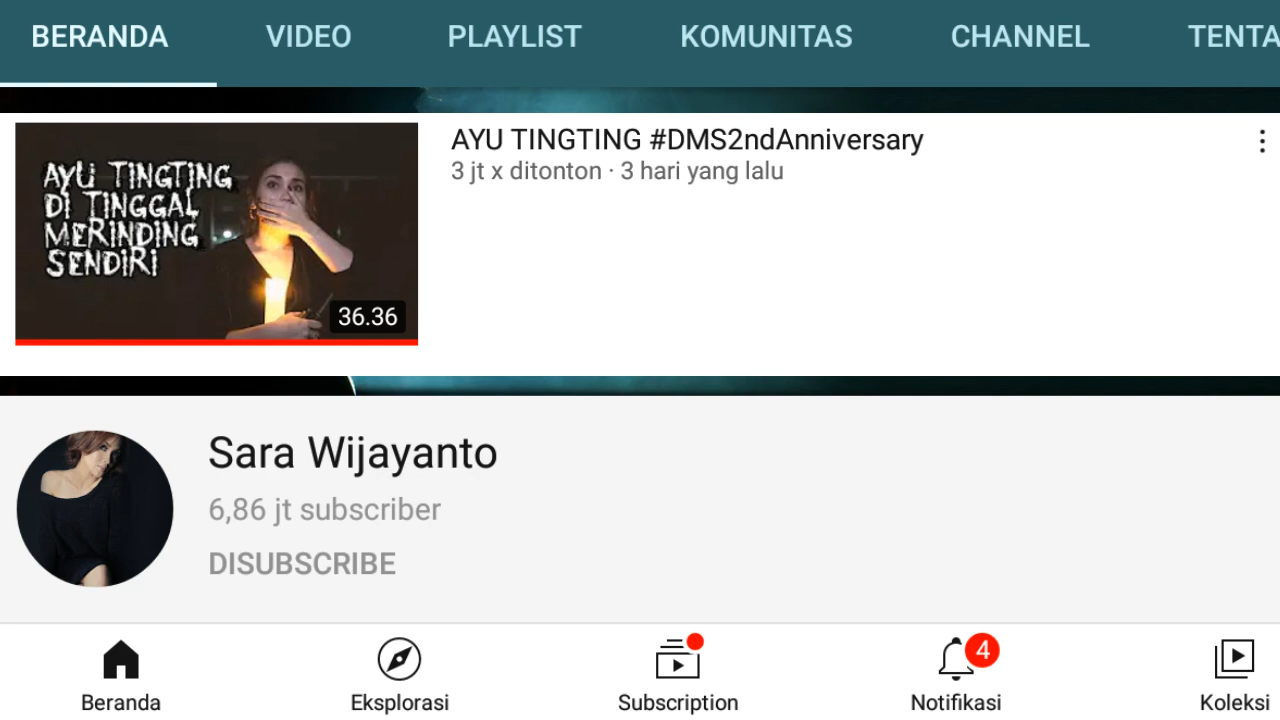 BERANDA VIDEO PLAYLIST KOMUNITAS CHANNEL TENTA
AYU TINGTING
DI TINGGAL
MERINDING
SENDIRI
36.36
AYU TINGTING #DMS2ndAnniversary
3 jt x ditonton · 3 hari yang lalu
Sara Wijayanto
6,86 jt subscriber
DISUBSCRIBE
4
Beranda Eksplorasi Subscription Notifikasi Koleksi